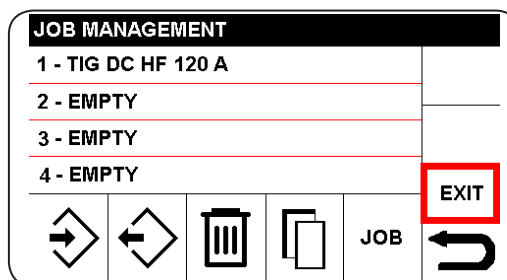 JOB MANAGEMENT
1 - TIG DC HF 120 A
2 - EMPTY
3 - EMPTY
4 - EMPTY
EXIT
JOB